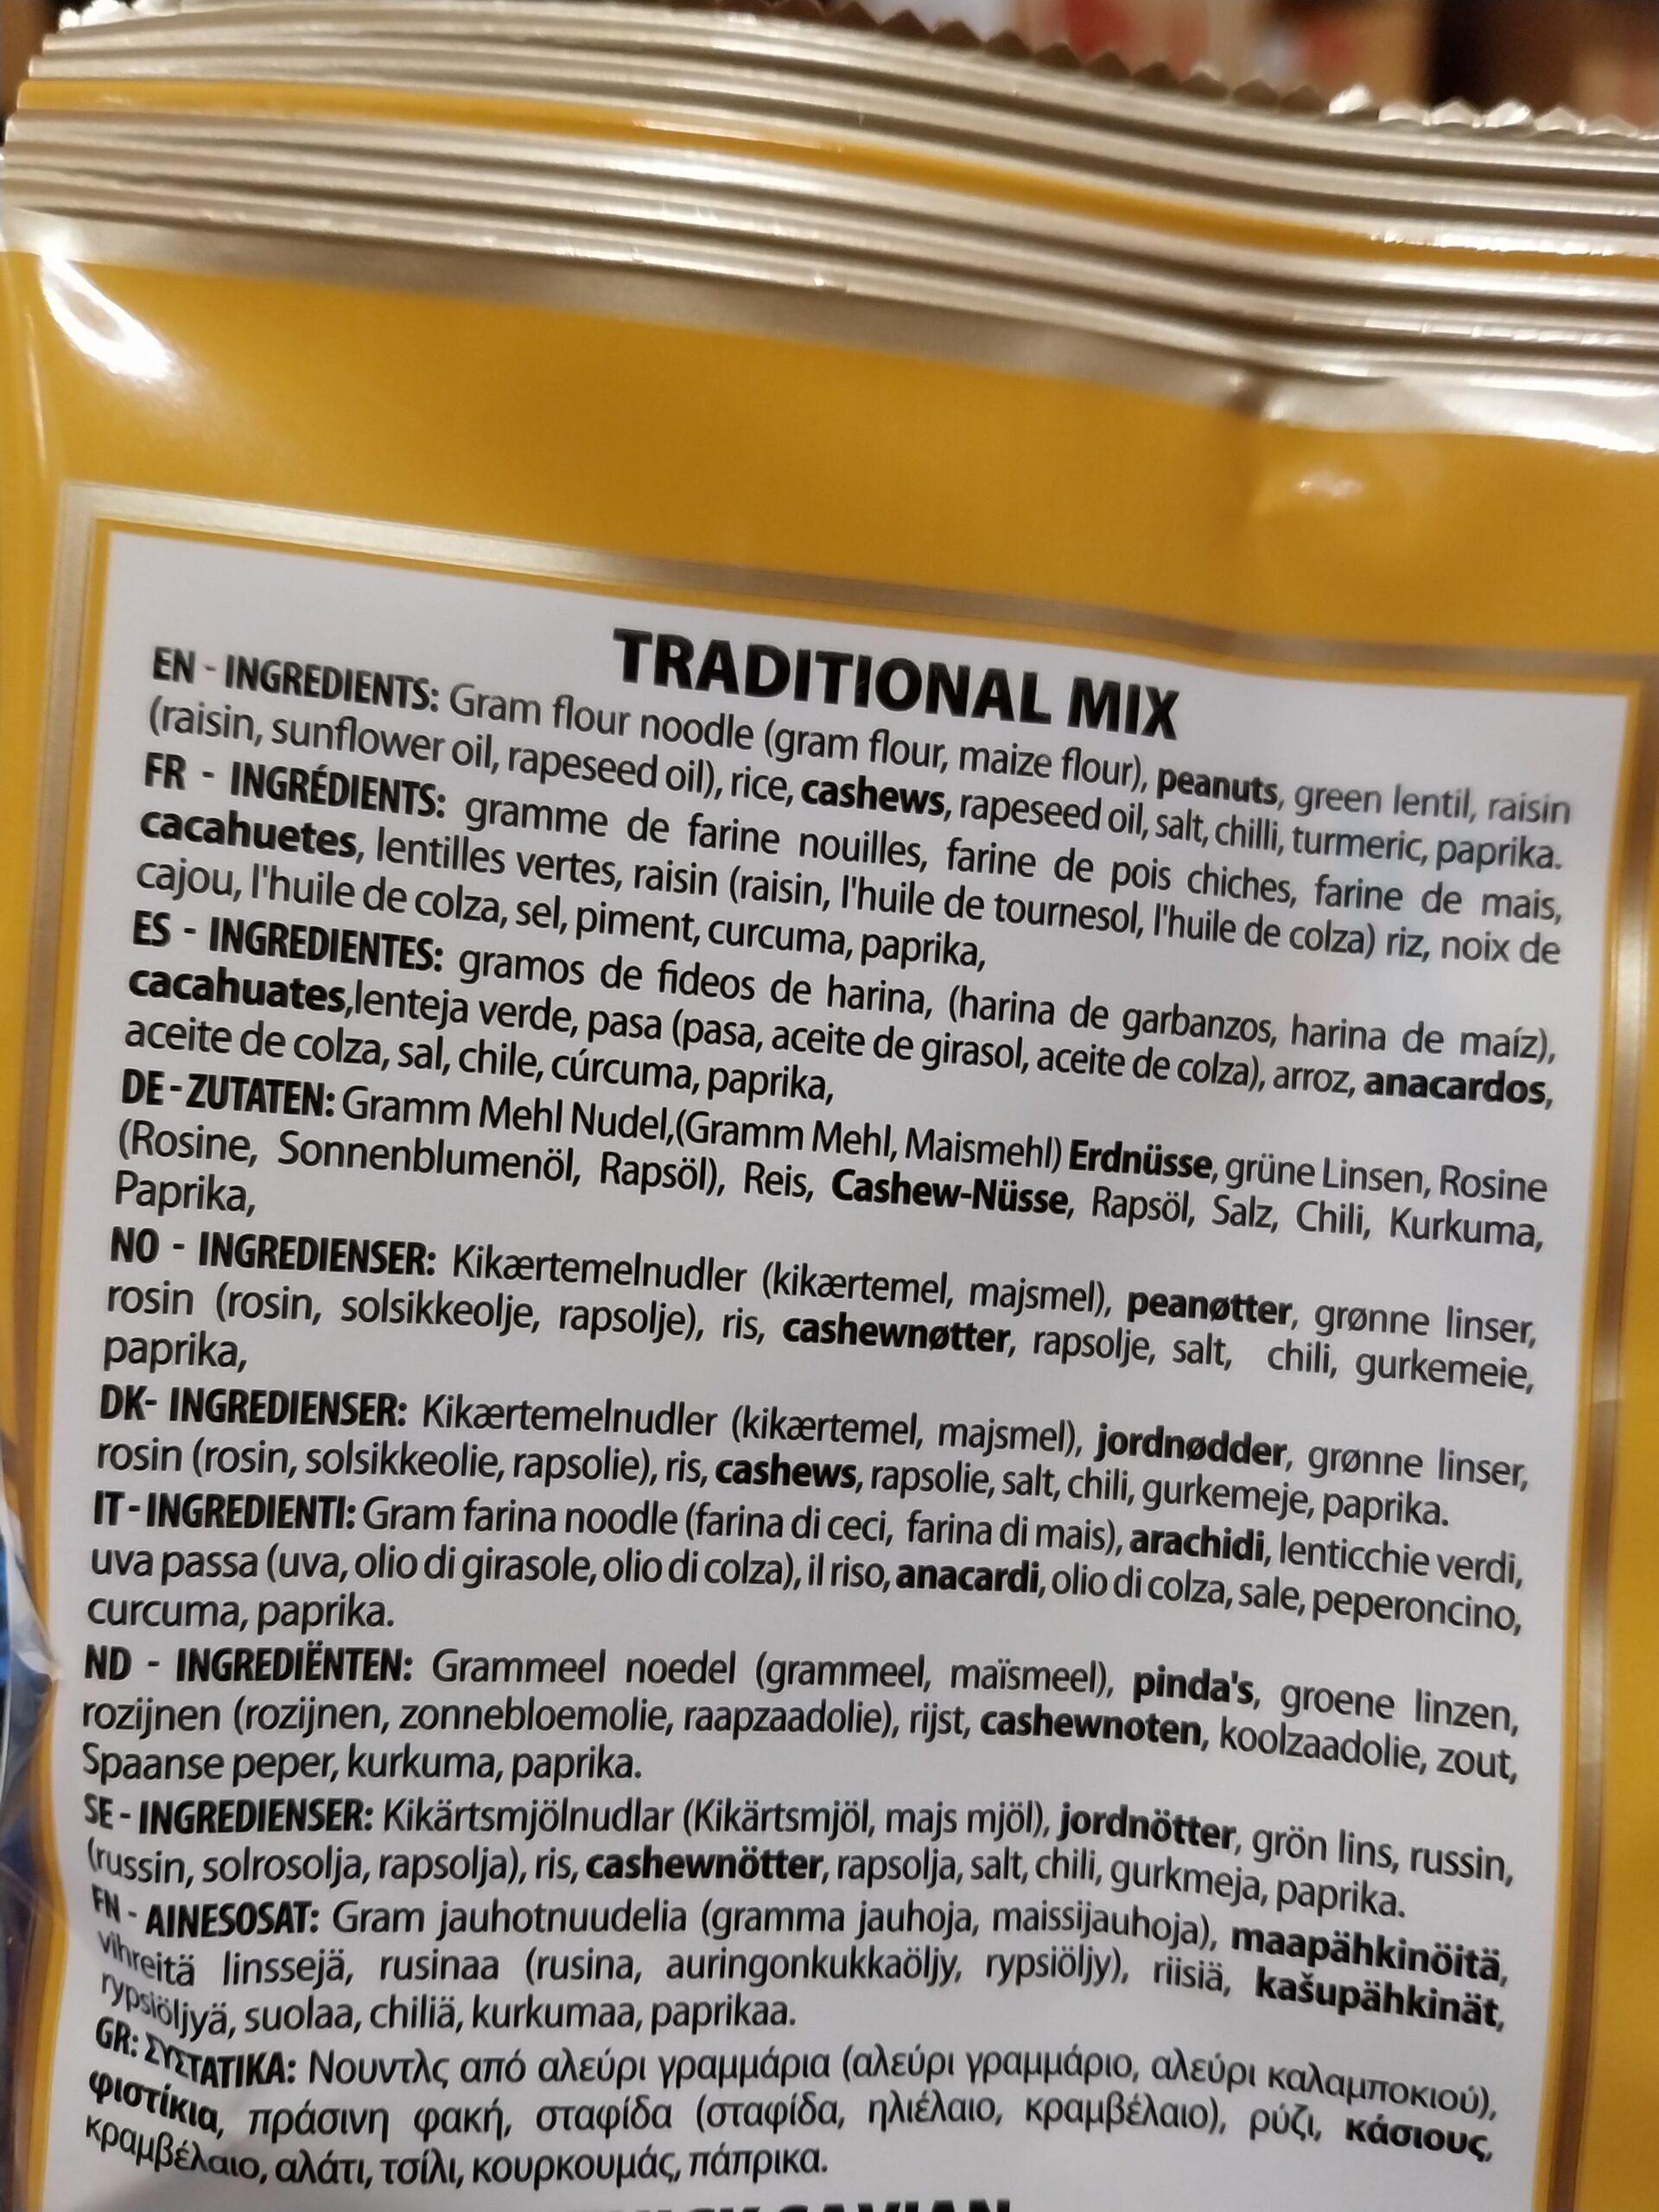 TRADITIONAL MIX
EN - INGREDIENTS: Gram flour noodle (gram flour, maize flour), peanuts, green lentil, raisin
(raisin, sunflower oil, rapeseed oil), rice, cashews, rapeseed oil, salt, chilli, turmeric, paprika.
FR - INGRÉDIENTS: gramme de farine nouilles, farine de pois chiches, farine de mais,
cacahuetes, lentilles vertes, raisin (raisin, l'huile de tournesol, l'huile de colza) riz, noix de
cajou, l'huile de colza, sel, piment, curcuma, paprika,
ES - INGREDIENTES: gramos de fideos de harina, (harina de garbanzos, harina de maíz),
cacahuates,lenteja verde, pasa (pasa, aceite de girasol, aceite de colza), arroz, anacardos,
aceite de colza, sal, chile, cúrcuma, paprika,
DE - ZUTATEN: Gramm Mehl Nudel,(Gramm Mehl, Maismehl) Erdnüsse, grüne Linsen, Rosine
(Rosine, Sonnenblumenöl, Rapsöl), Reis, Cashew-Nüsse, Rapsöl, Salz, Chili, Kurkuma,
Paprika,
NO - INGREDIENSER: Kikærtemelnudler (kikærtemel, majsmel), peanøtter, grønne linser,
rosin (rosin, solsikkeolje, rapsolje), ris, cashewnøtter, rapsolje, salt, chili, gurkemeie,
paprika,
DK- INGREDIENSER: Kikærtemelnudler (kikærtemel, majsmel), jordnødder, grønne linser,
rosin (rosin, solsikkeolie, rapsolie), ris, cashews, rapsolie, salt, chili, gurkemeje, paprika.
IT - INGREDIENTI: Gram farina noodle (farina di ceci, farina di mais), arachidi, lenticchie verdi,
uva passa (uva, olio di girasole, olio di colza), il riso, anacardi, olio di colza, sale, peperoncino,
curcuma, paprika.
ND - INGREDIËNTEN: Grammeel noedel (grammeel, maïsmeel), pinda's, groene linzen,
rozijnen (rozijnen, zonnebloemolie, raapzaadolie), rijst, cashewnoten, koolzaadolie, zout,
Spaanse peper, kurkuma, paprika.
SE - INGREDIENSER: Kikärtsmjölnudlar (Kikärtsmjöl, majs mjöl), jordnötter, grön lins, russin,
(russin, solrosolja, rapsolja), ris, cashewnötter, rapsolja, salt, chili, gurkmeja, paprika.
FN - AINESOSAT: Gram jauhotnuudelia (gramma jauhoja, maissijauhoja), maapähkinöitä,
vihreitä linssejä, rusinaa (rusina, auringonkukkaöljy, rypsiöljy), riisiä, kašupähkinät,
rypsiöljyä, suolaa, chiliä, kurkumaa, paprikaa.
GR: ΣΥΣΤΑΤΙΚΑ: Νουντλς από αλεύρι γραμμάρια (αλεύρι γραμμάριο, αλεύρι καλαμποκιού),
φιστίκια, πράσινη φακή, σταφίδα (σταφίδα, ηλιέλαιο, κραμβέλαιο), ρύζι, κάσιους,
κραμβέλαιο, αλάτι, τσίλι, κουρκουμάς, πάπρικα.